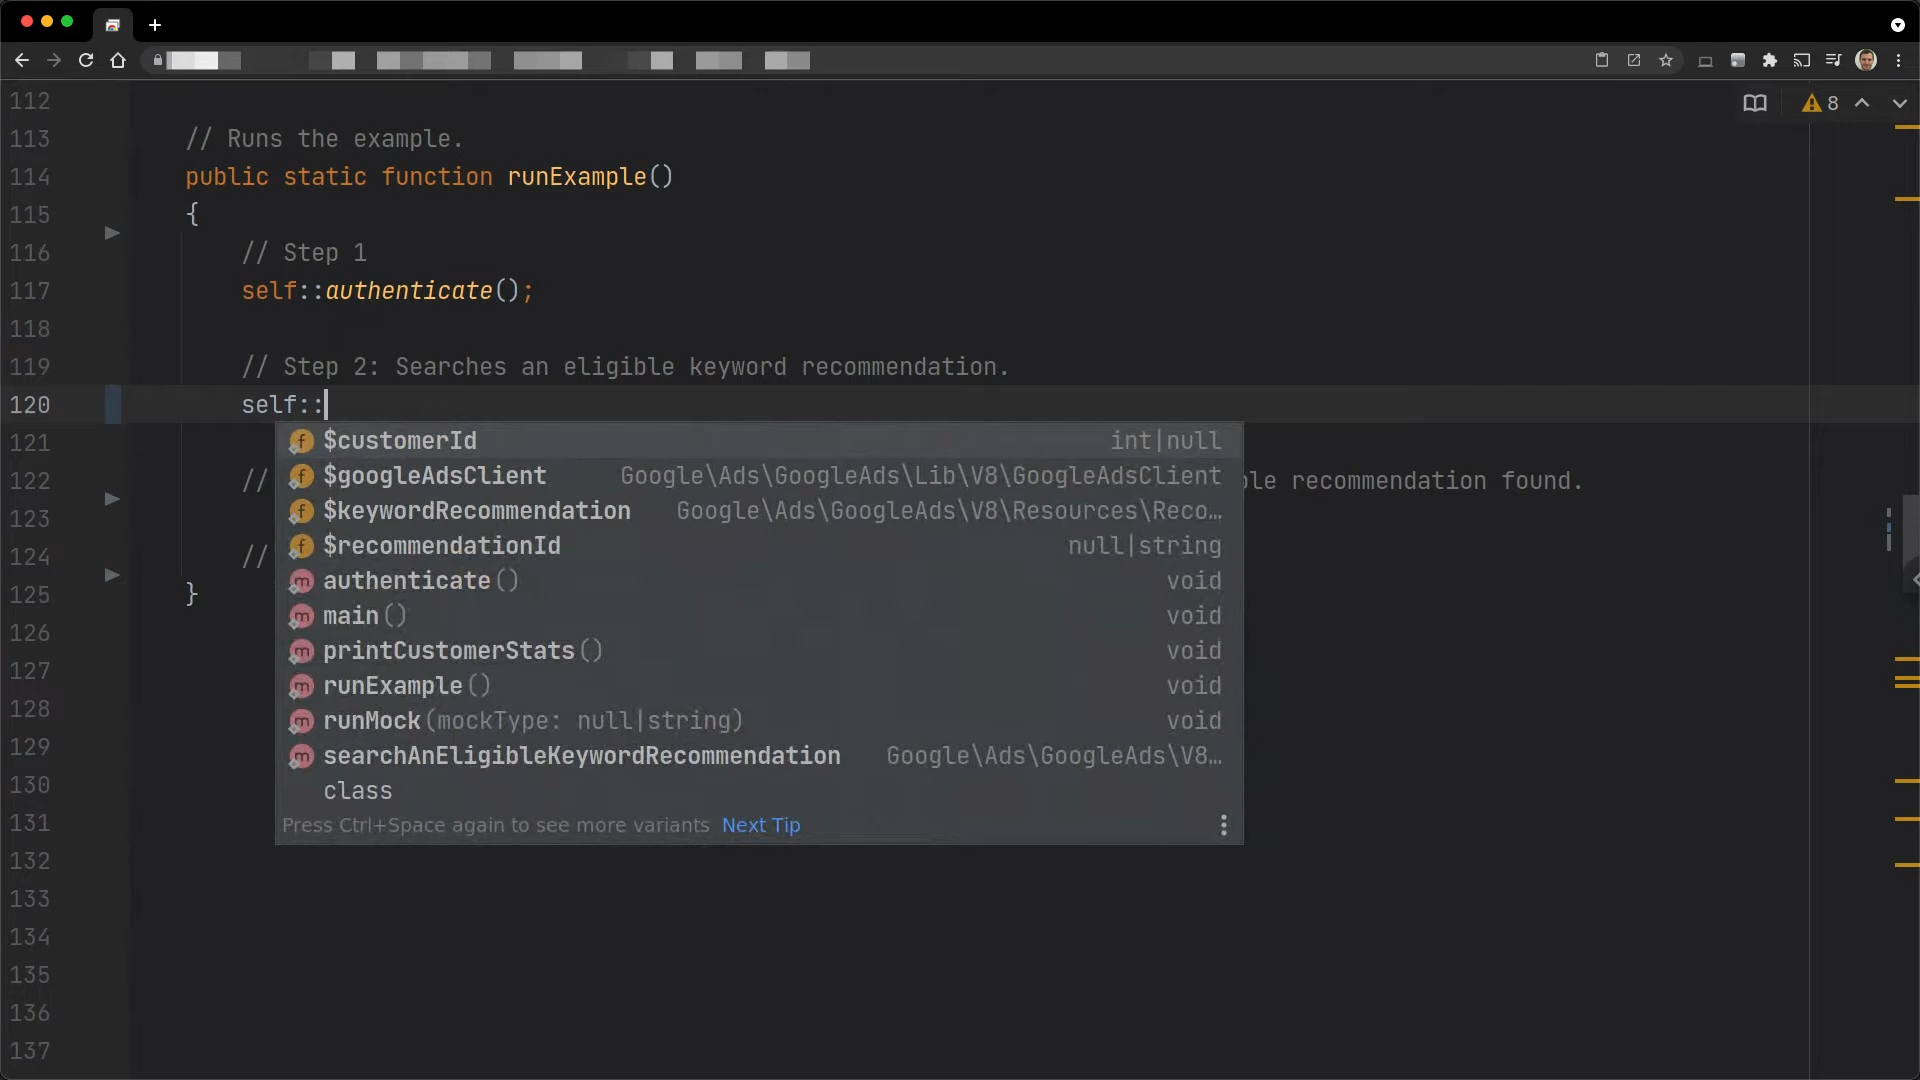 112
8
113 // Runs the example.
114 public static function runExample()
115 {
116 // Step 1
117 self::authenticate();
118
119 // Step 2: Searches an eligible keyword recommendation.
120 self::
121
$customerId int|null
$googleAdsClient Google\Ads\GoogleAds\Lib\V8\GoogleAdsClient
122 // recommendation found.
$keywordRecommendation Google\Ads\GoogleAds\V8\Resources\Reco…
123
$recommendationId null|string
124 //
authenticate() void
125 }
main() void
126
printCustomerStats() void
127
runExample() void
128
runMock(mockType: null|string) void
129
searchAnEligibleKeywordRecommendation Google\Ads\GoogleAds\V8…
130
class
131
Press Ctrl+Space again to see more variants Next Tip
132
133
134
135
136
137